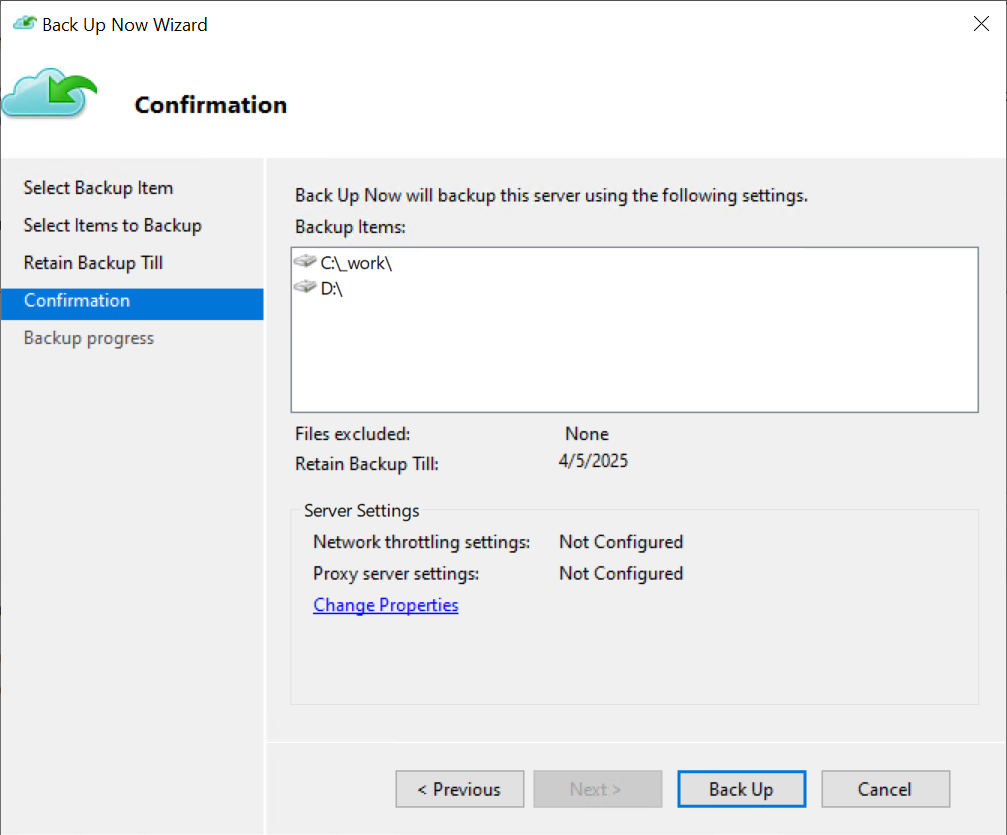 Back Up Now Wizard
Confirmation
Select Backup Item
Select Items to Backup
Retain Backup Till
Confirmation
Backup progress
Back Up Now will backup this server using the following settings.
Backup Items:
C:\_work\
D:\
Files excluded: None
Retain Backup Till: 4/5/2025
Server Settings
Network throttling settings: Not Configured
Proxy server settings: Not Configured
Change Properties
< Previous Next > Back Up Cancel